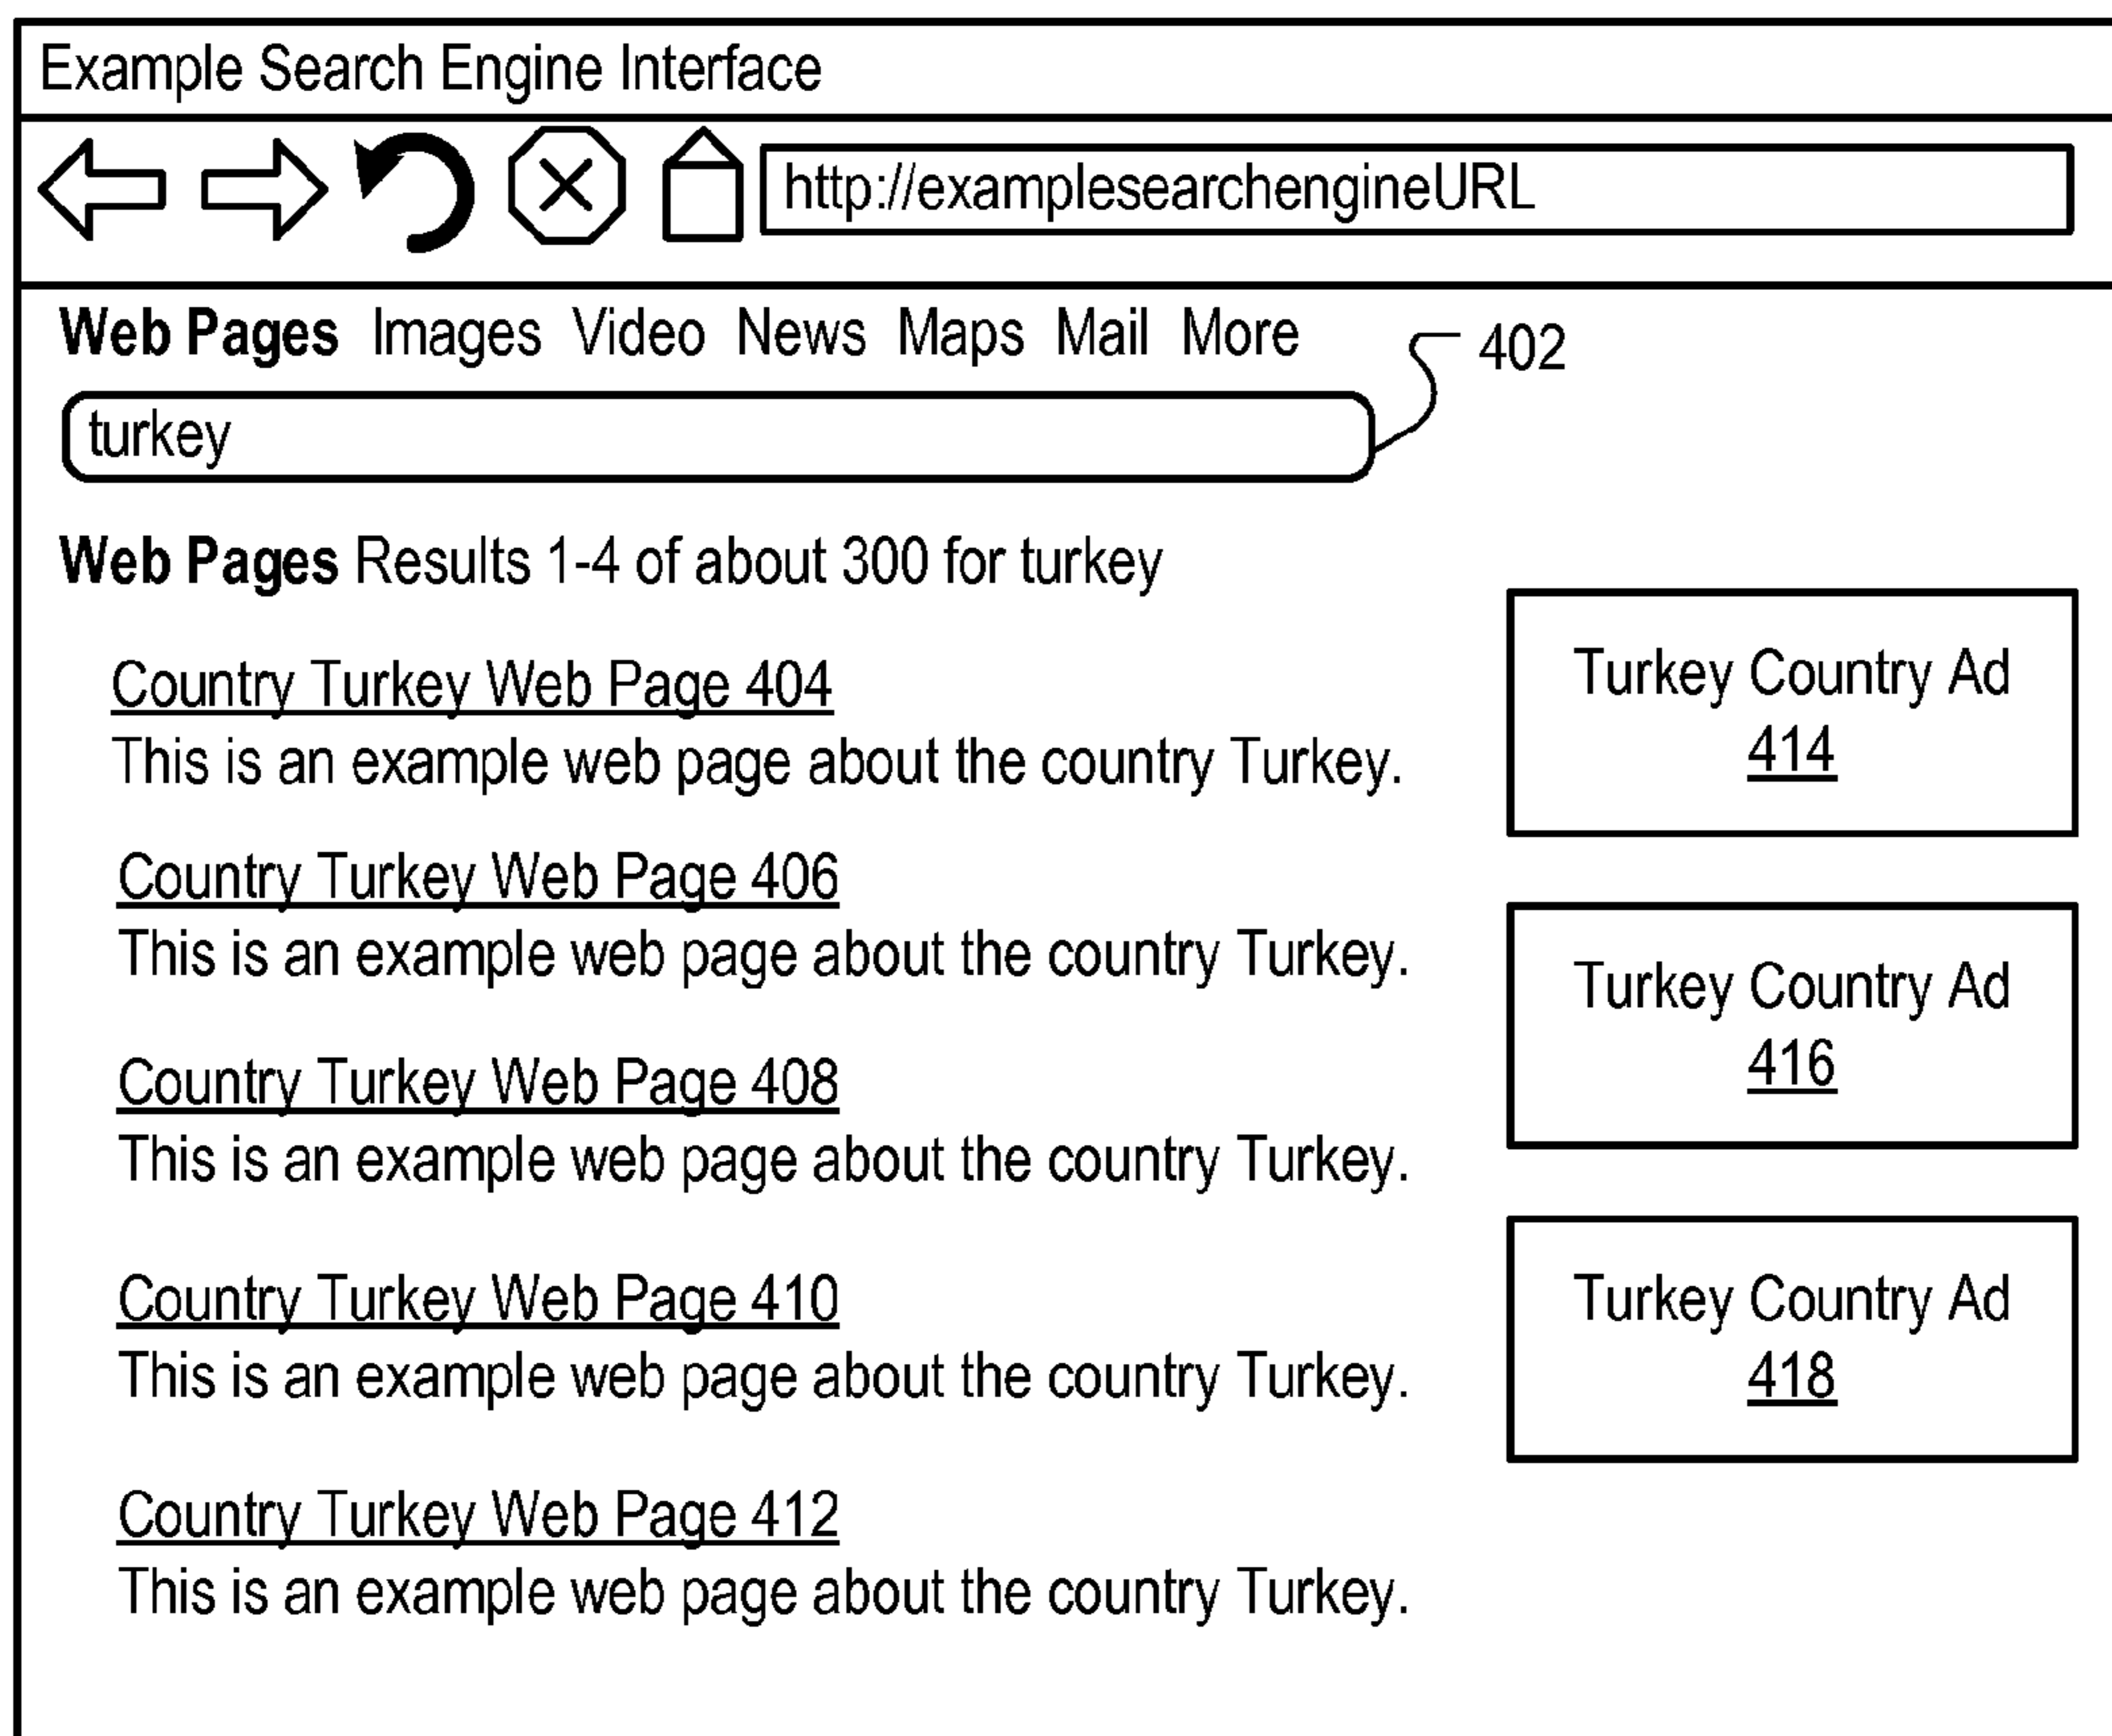 Example Search Engine Interface
http://examplesearchengineURL
Web Pages Images Video News Maps Mail More
402
turkey
Web Pages Results 1-4 of about 300 for turkey
Country Turkey Web Page 404
This is an example web page about the country Turkey.
Country Turkey Web Page 406
This is an example web page about the country Turkey.
Country Turkey Web Page 408
This is an example web page about the country Turkey.
Country Turkey Web Page 410
This is an example web page about the country Turkey.
Country Turkey Web Page 412
This is an example web page about the country Turkey.
Turkey Country Ad
414
Turkey Country Ad
416
Turkey Country Ad
418